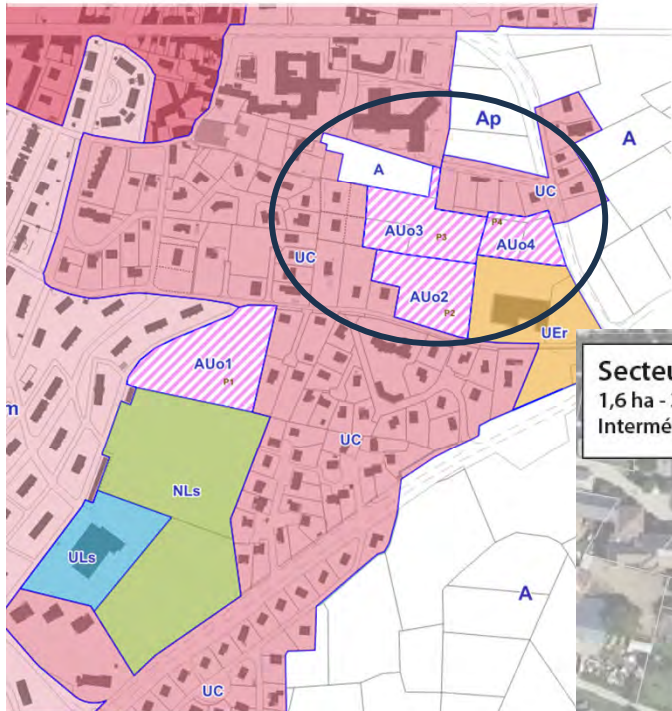 Ap
A
A
UC
P4
AUo3
P3
AUo4
UC
AUo2
P2
UEr
AUo1
P1
m
UC
NLs
ULs
A
UC
Secteu
1,6 ha -
Intermé